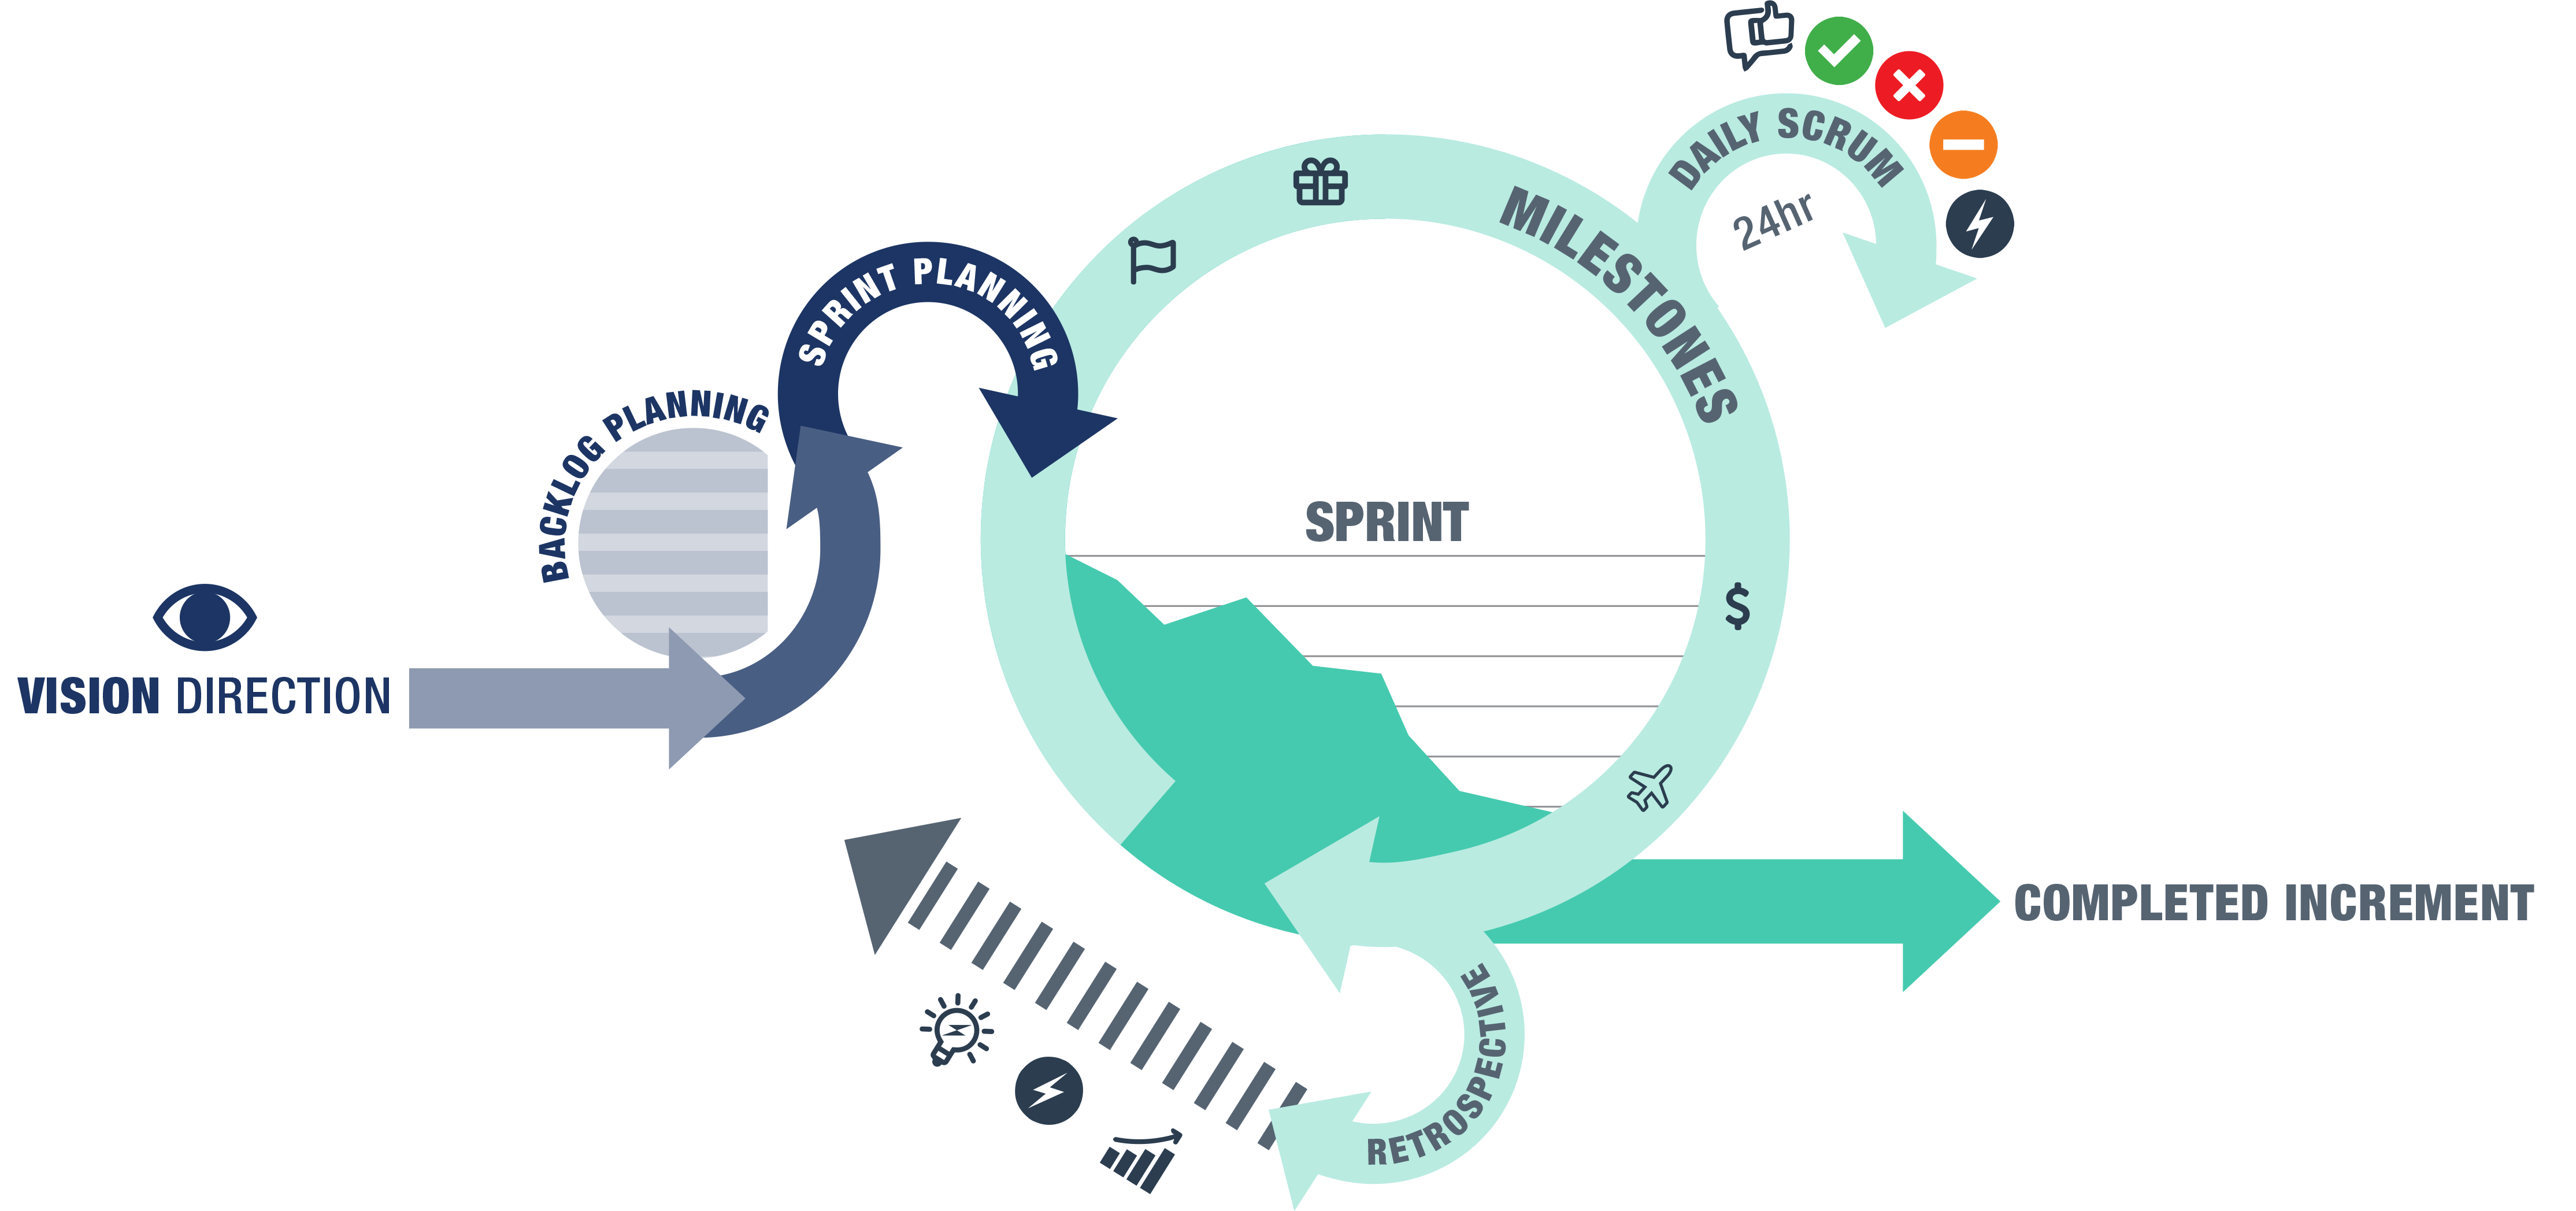 VISION DIRECTION
BACKLOG PLANNING
SPRINT PLANNING
MILESTONES
DAILY SCRUM
24hr
SPRINT
$
COMPLETED INCREMENT
RETROSPECTIVE